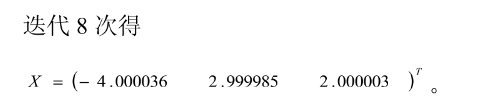 迭代 8 次得
X = (− 4.000036 2.999985 2.000003 )^T 。